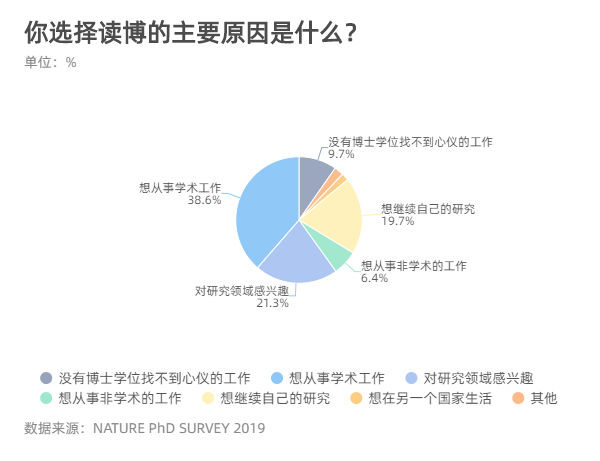 你选择读博的主要原因是什么？
单位：%
没有博士学位找不到心仪的工作
9.7%
想从事学术工作
38.6%
想继续自己的研究
19.7%
想从事非学术的工作
6.4%
对研究领域感兴趣
21.3%
没有博士学位找不到心仪的工作 想从事学术工作 对研究领域感兴趣
想从事非学术的工作 想继续自己的研究 想在另一个国家生活 其他
数据来源：NATURE PhD SURVEY 2019